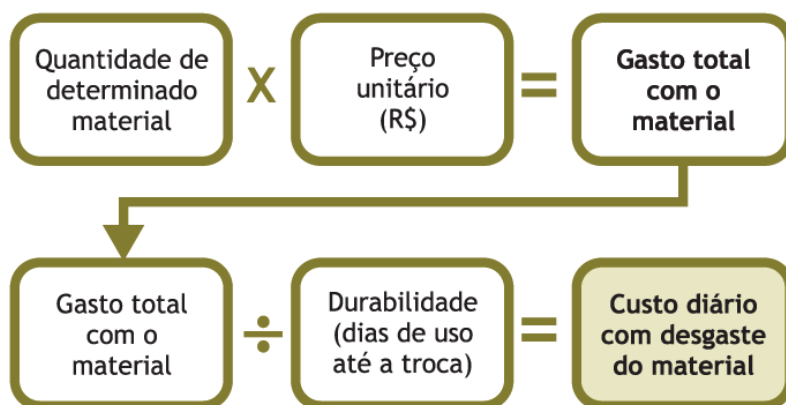 Quantidade de
determinado
material
X
Preço
unitário
(R$)
=
Gasto total
com o
material
Gasto total
com o
material
÷
Durabilidade
(dias de uso
até a troca)
=
Custo diário
com desgaste
do material